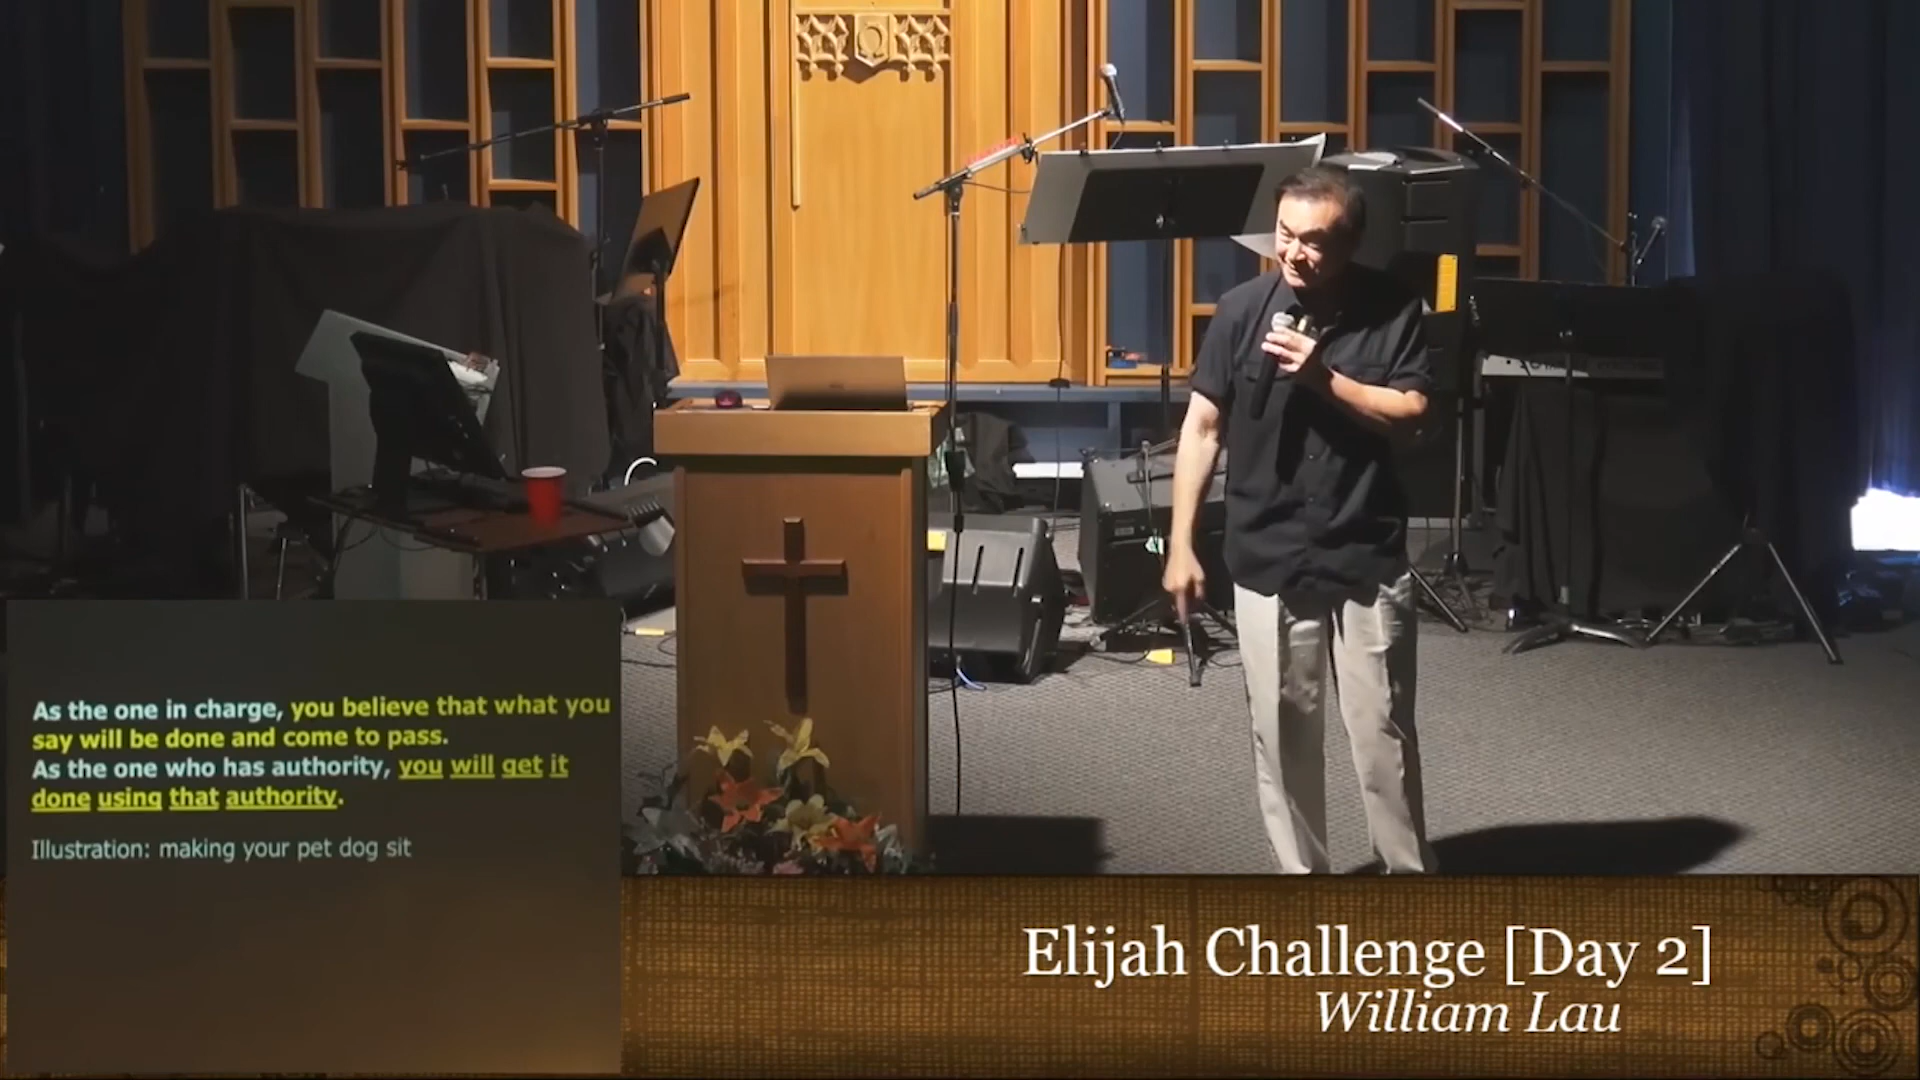 As the one in charge, you believe that what you
say will be done and come to pass.
As the one who has authority, you will get it
done using that authority.
Illustration: making your pet dog sit
Elijah Challenge [Day 2]
William Lau